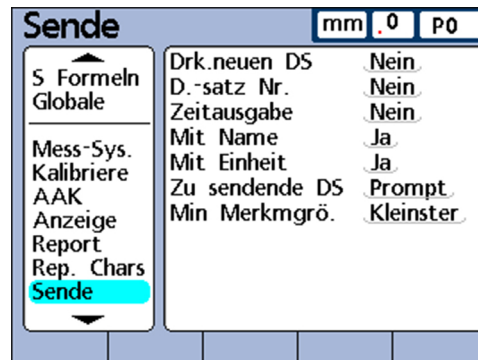 Sende
mm .0 P0
S Formeln
Globale
Mess-Sys.
Kalibriere
AAK
Anzeige
Report
Rep. Chars
Sende
Drk.neuen DS Nein
D.-satz Nr. Nein
Zeitausgabe Nein
Mit Name Ja
Mit Einheit Ja
Zu sendende DS Prompt
Min Merkmgrö. Kleinster